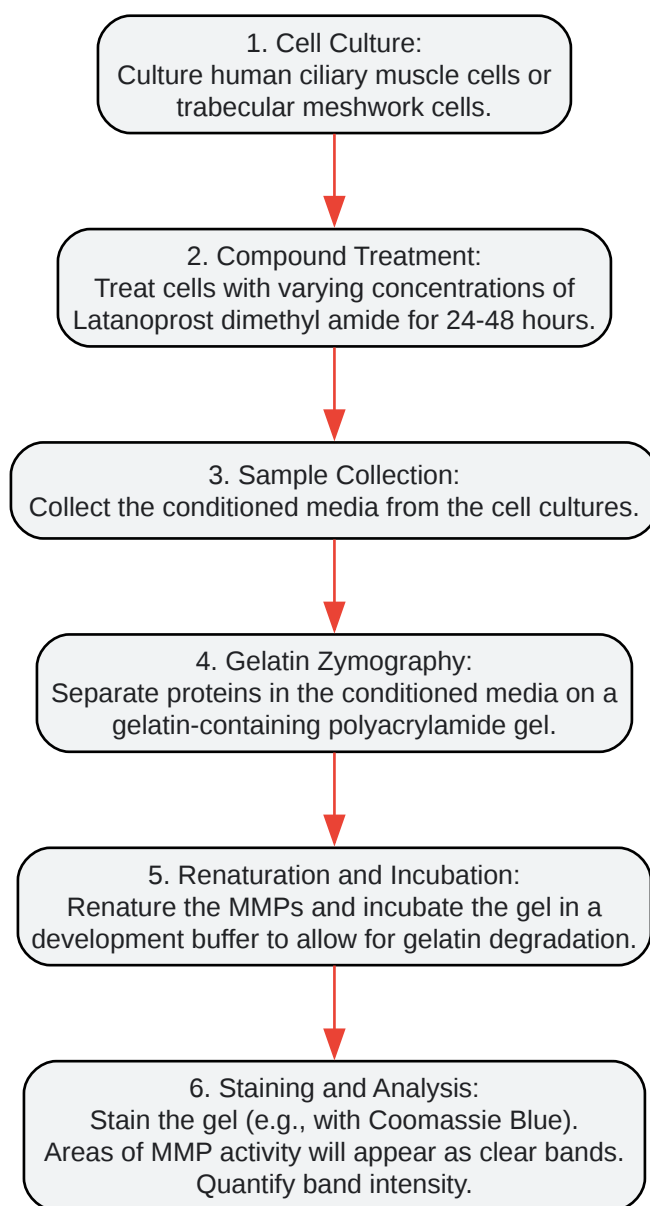 1. Cell Culture:
Culture human ciliary muscle cells or
trabecular meshwork cells.
2. Compound Treatment:
Treat cells with varying concentrations of
Latanoprost dimethyl amide for 24-48 hours.
3. Sample Collection:
Collect the conditioned media from the cell cultures.
4. Gelatin Zymography:
Separate proteins in the conditioned media on a
gelatin-containing polyacrylamide gel.
5. Renaturation and Incubation:
Renature the MMPs and incubate the gel in a
development buffer to allow for gelatin degradation.
6. Staining and Analysis:
Stain the gel (e.g., with Coomassie Blue).
Areas of MMP activity will appear as clear bands.
Quantify band intensity.